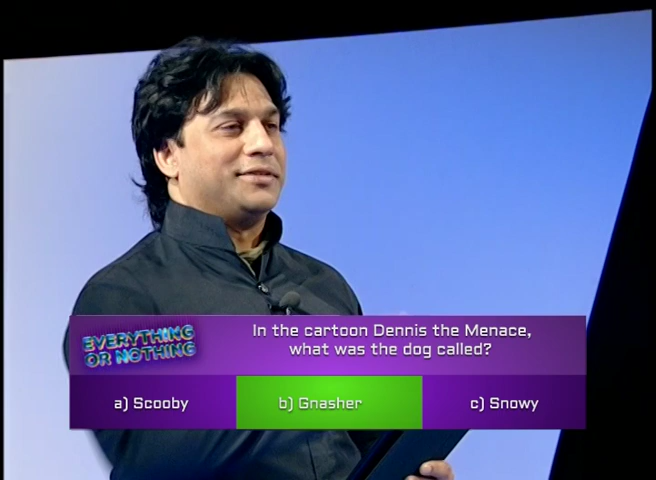 EVERYTHING
OR NOTHING
In the cartoon Dennis the Menace,
what was the dog called?
a) Scooby
b) Gnasher
c) Snowy